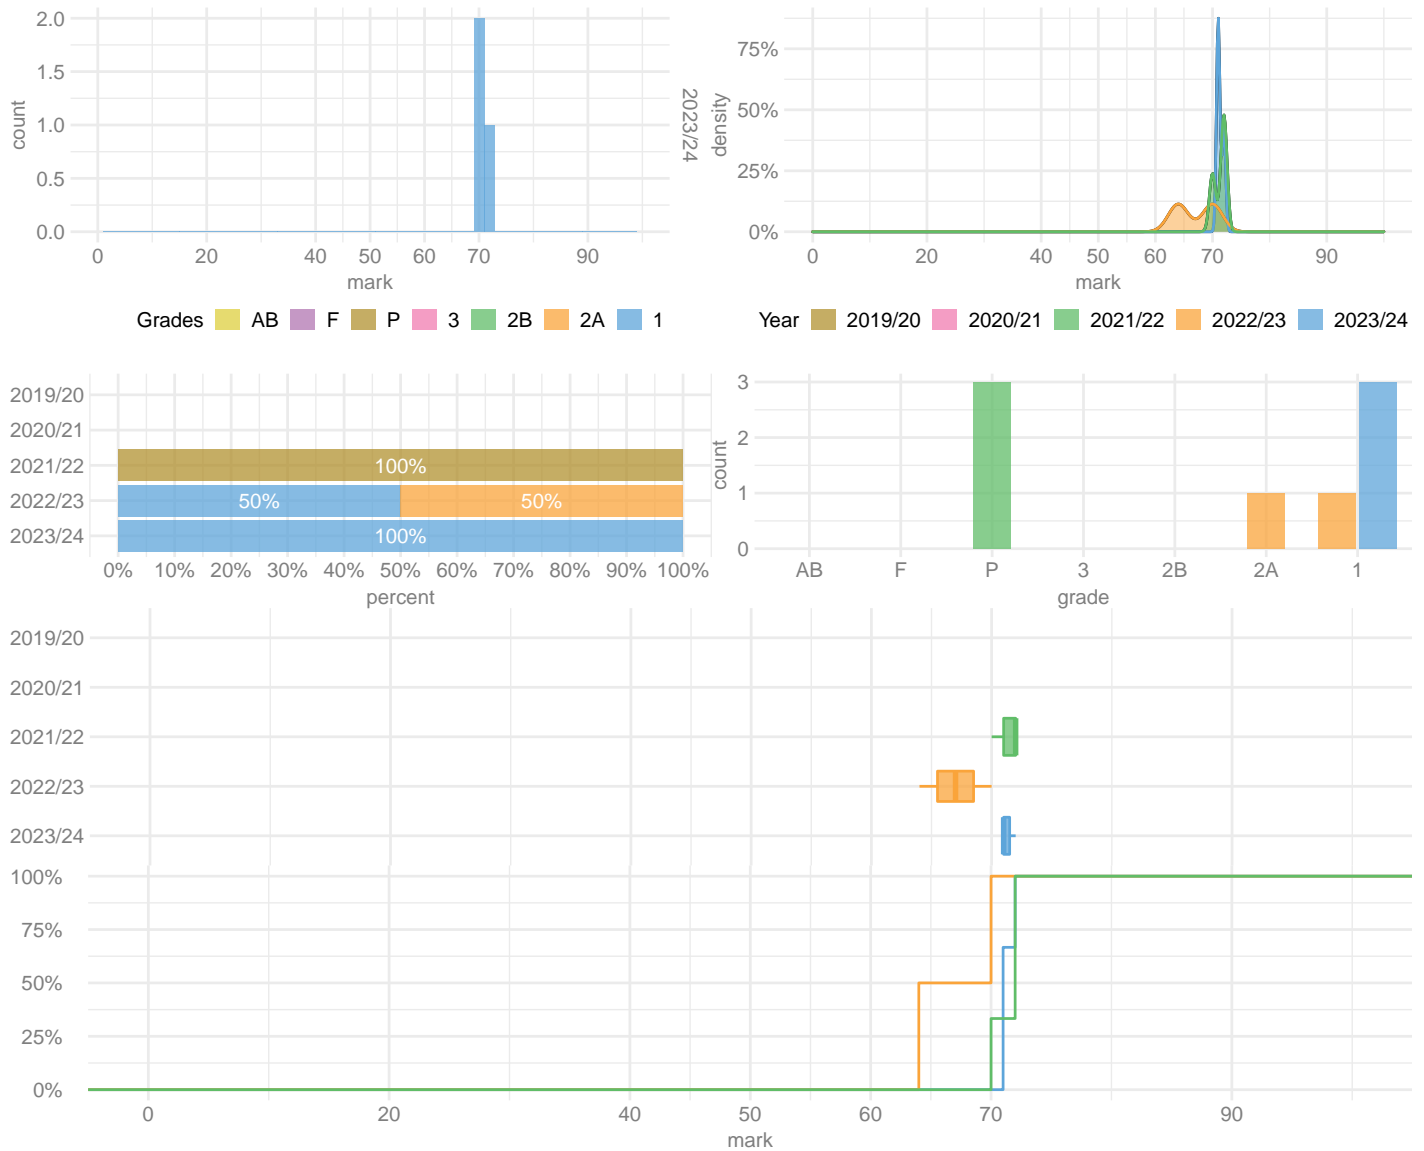 2.0
1.5
1.0
0.5
0.0
count
0 20 40 50 60 70 90
mark
2023/24
75%
50%
25%
0%
density
0 20 40 50 60 70 90
mark
Grades AB F P 3 2B 2A 1
Year 2019/20 2020/21 2021/22 2022/23 2023/24
2019/20
2020/21
2021/22 100%
2022/23 50% 50%
2023/24 100%
0% 10% 20% 30% 40% 50% 60% 70% 80% 90% 100%
percent
3
2
1
0
count
AB F P 3 2B 2A 1
grade
2019/20
2020/21
2021/22
2022/23
2023/24
100%
75%
50%
25%
0%
0 20 40 50 60 70 90
mark